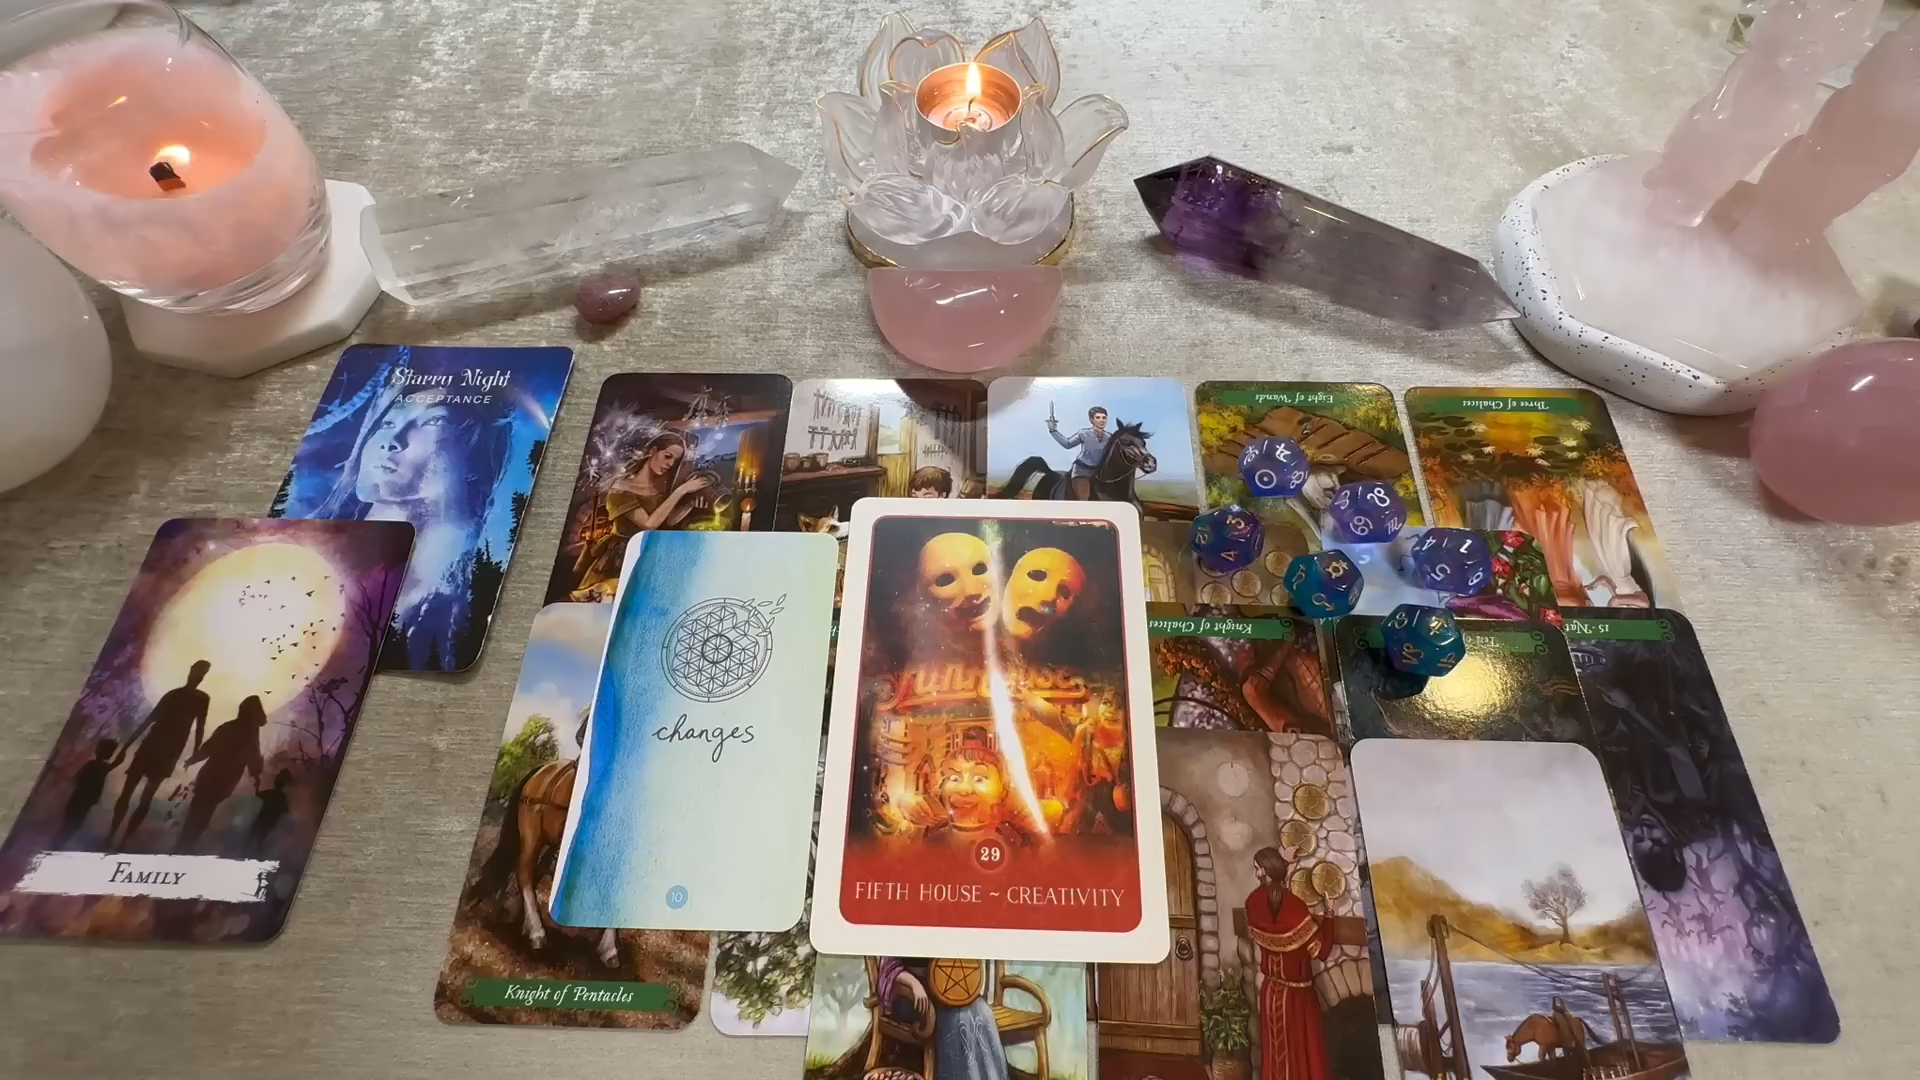 Starry Night
ACCEPTANCE
Eight of Wands
Three of Chalices
FAMILY
changes
10
29
FIFTH HOUSE ~ CREATIVITY
Knight of Chalices
Knight of Pentacles